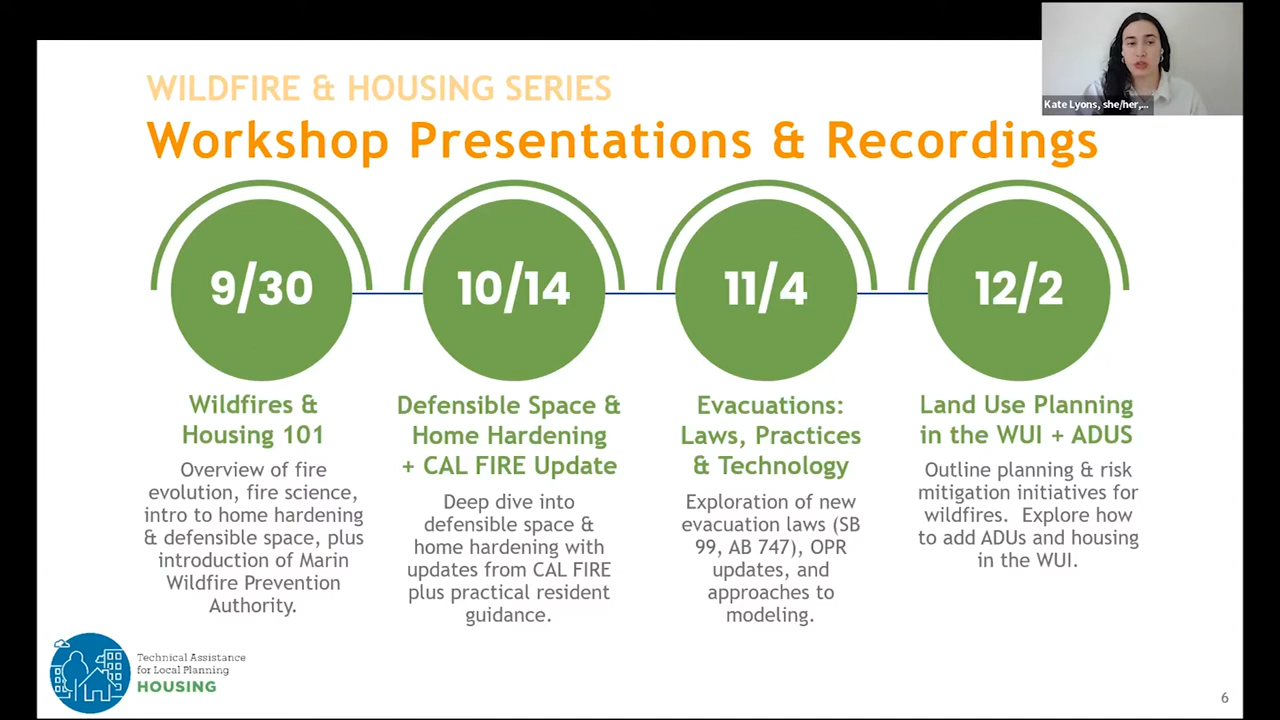 WILDFIRE & HOUSING SERIES
Workshop Presentations & Recordings
Kate Lyons, she/her,...
9/30
10/14
11/4
12/2
Wildfires &
Housing 101
Overview of fire
evolution, fire science,
intro to home hardening
& defensible space, plus
introduction of Marin
Wildfire Prevention
Authority.
Defensible Space &
Home Hardening
+ CAL FIRE Update
Deep dive into
defensible space &
home hardening with
updates from CAL FIRE
plus practical resident
guidance.
Evacuations:
Laws, Practices
& Technology
Exploration of new
evacuation laws (SB
99, AB 747), OPR
updates, and
approaches to
modeling.
Land Use Planning
in the WUI + ADUS
Outline planning & risk
mitigation initiatives for
wildfires. Explore how
to add ADUs and housing
in the WUI.
Technical Assistance
for Local Planning
HOUSING
6